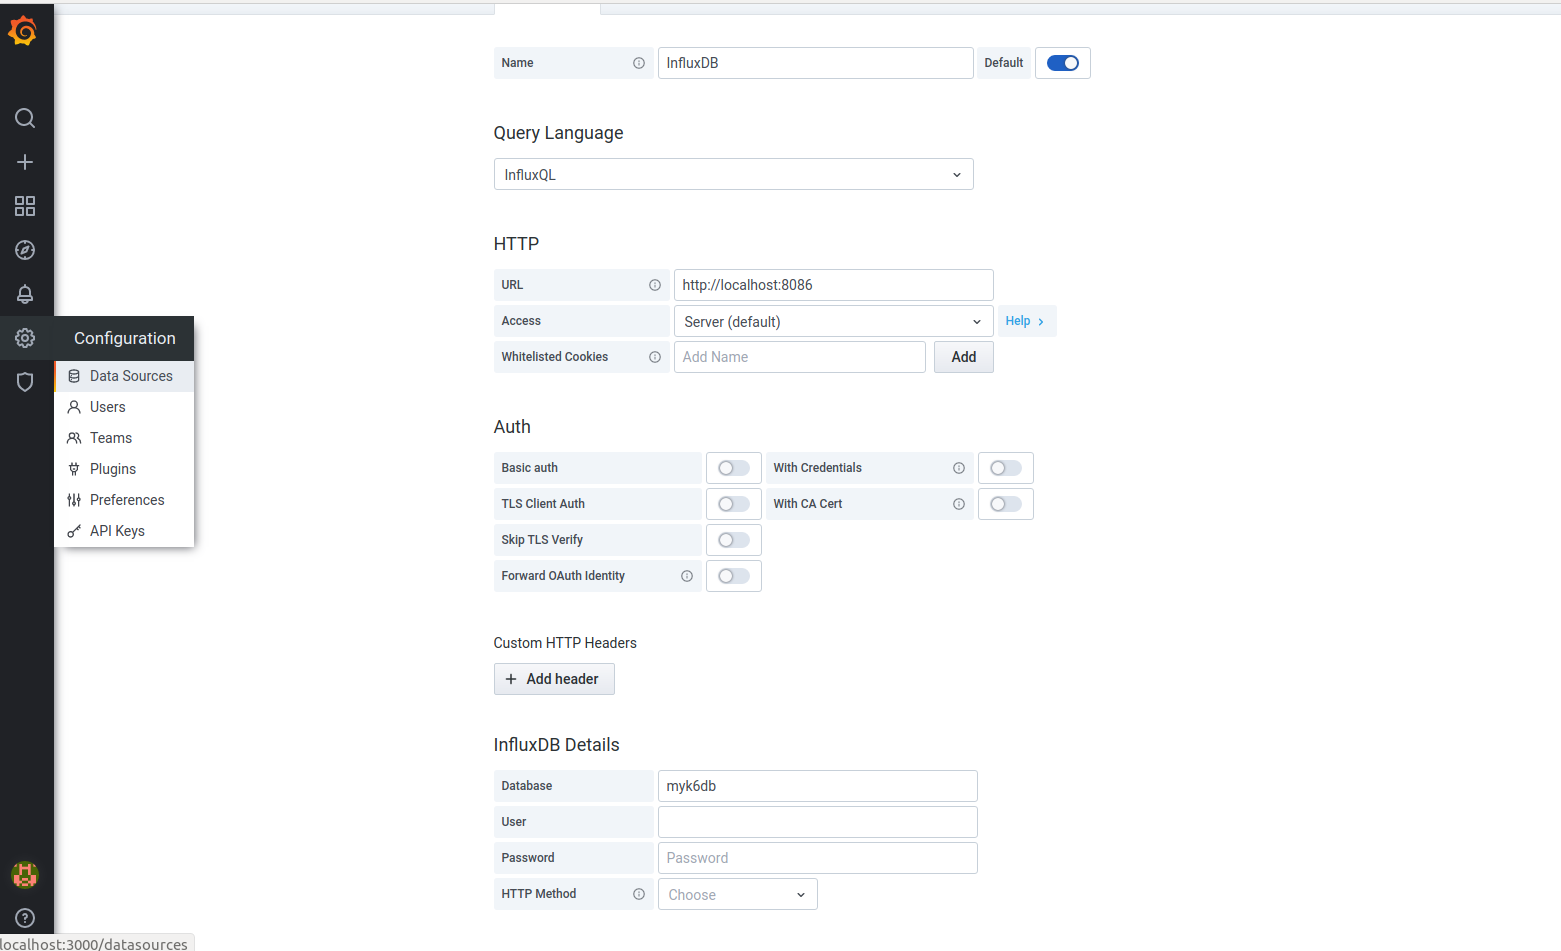 Name
InfluxDB
Default
Query Language
InfluxQL
HTTP
URL
http://localhost:8086
Access
Server (default)
Help
Whitelisted Cookies
Add Name
Add
Configuration
Data Sources
Users
Teams
Plugins
Preferences
API Keys
Auth
Basic auth
With Credentials
TLS Client Auth
With CA Cert
Skip TLS Verify
Forward OAuth Identity
Custom HTTP Headers
Add header
InfluxDB Details
Database
myk6db
User
Password
Password
HTTP Method
Choose
localhost:3000/datasources